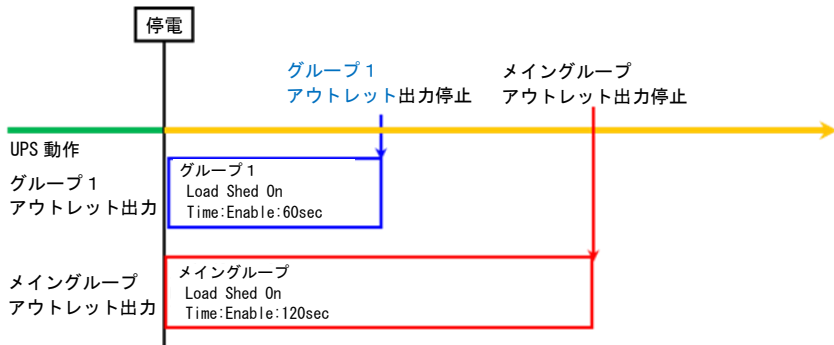 停電
グループ1
アウトレット出力停止
メイングループ
アウトレット出力停止
UPS 動作
グループ1
アウトレット出力
グループ1
Load Shed On
Time:Enable:60sec
メイングループ
アウトレット出力
メイングループ
Load Shed On
Time:Enable:120sec